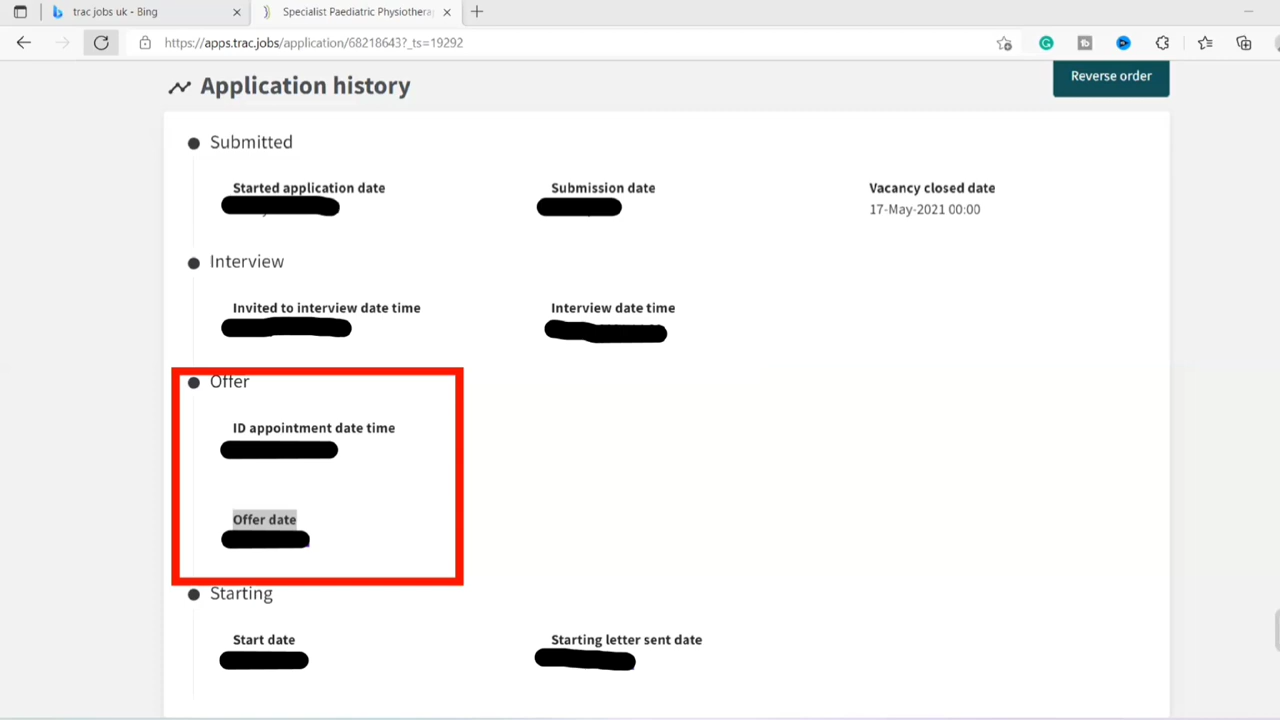 trac jobs uk - Bing
Specialist Paediatric Physiothera
https://apps.trac.jobs/application/68218643?_ts=19292
Application history
Reverse order
Submitted
Started application date
Submission date
Vacancy closed date
17-May-2021 00:00
Interview
Invited to interview date time
Interview date time
Offer
ID appointment date time
Offer date
Starting
Start date
Starting letter sent date